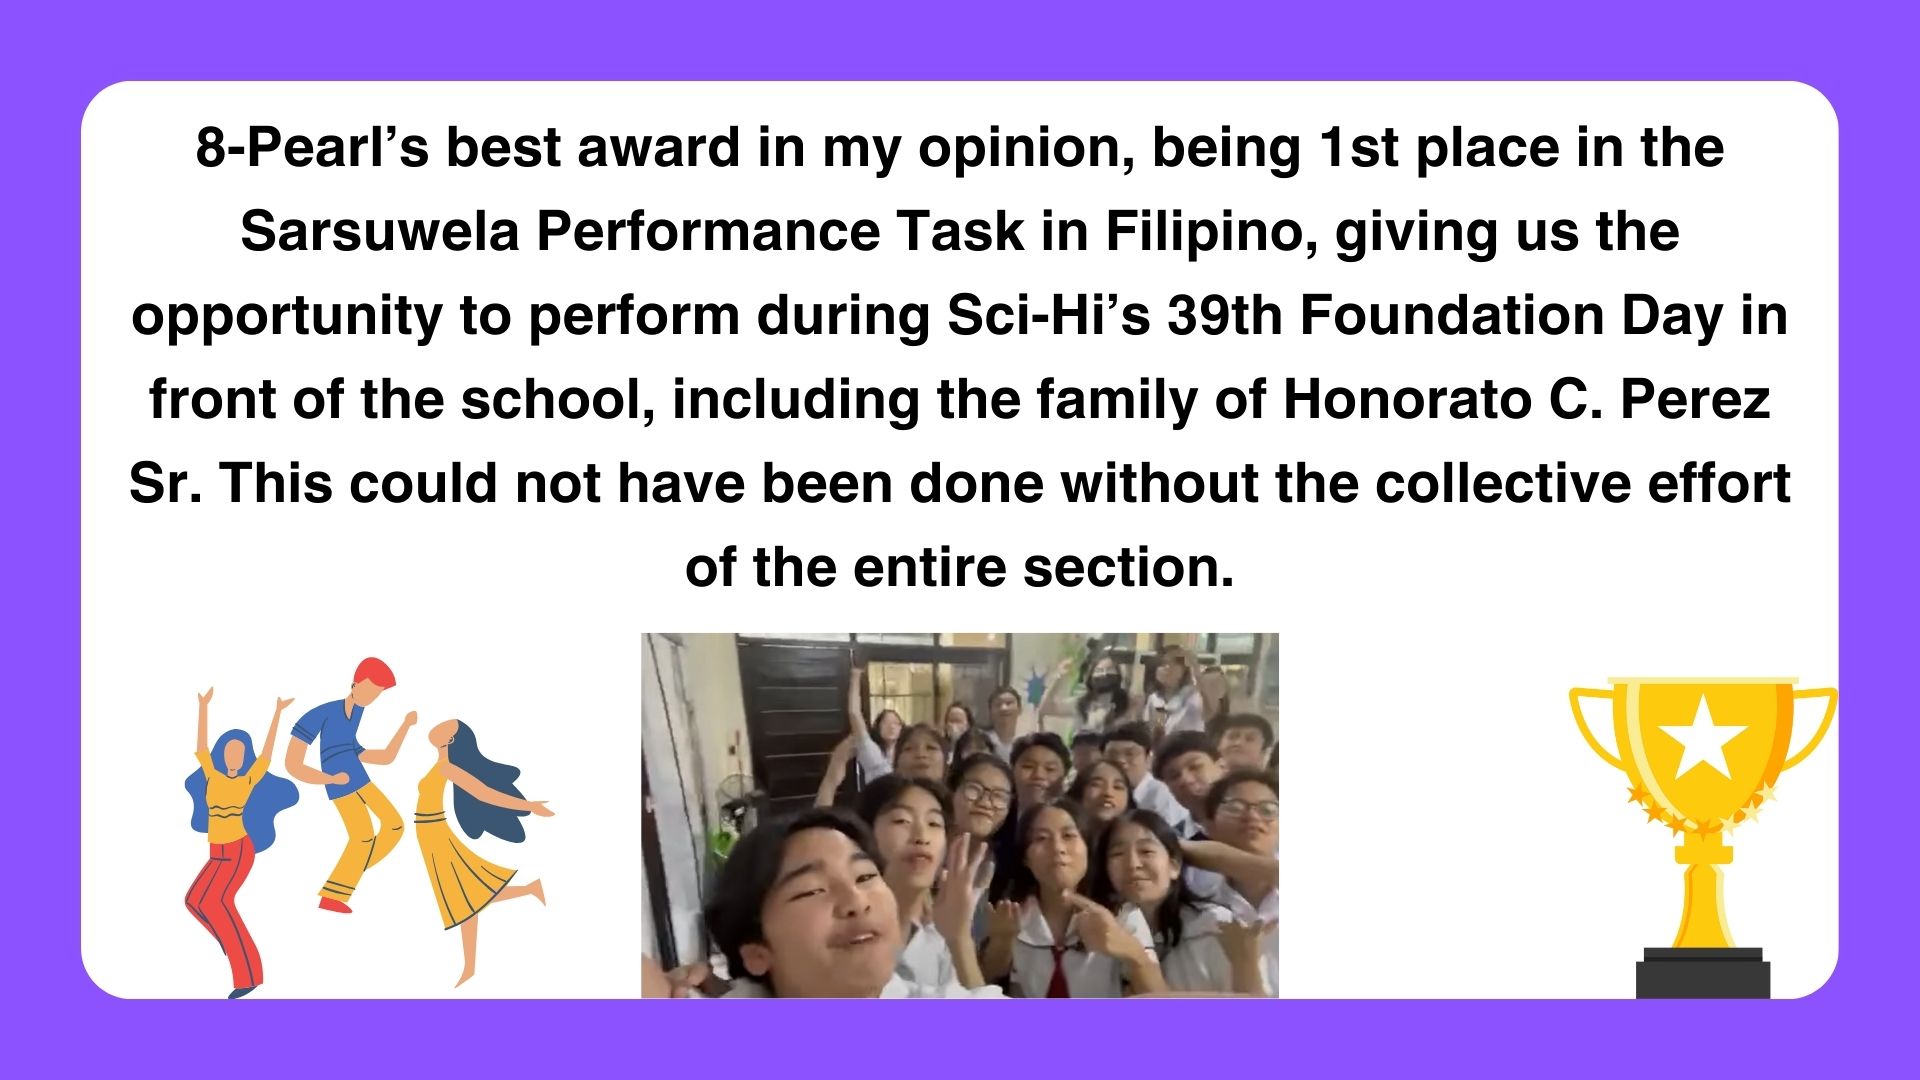 8-Pearl’s best award in my opinion, being 1st place in the
Sarsuwela Performance Task in Filipino, giving us the
opportunity to perform during Sci-Hi’s 39th Foundation Day in
front of the school, including the family of Honorato C. Perez
Sr. This could not have been done without the collective effort
of the entire section.